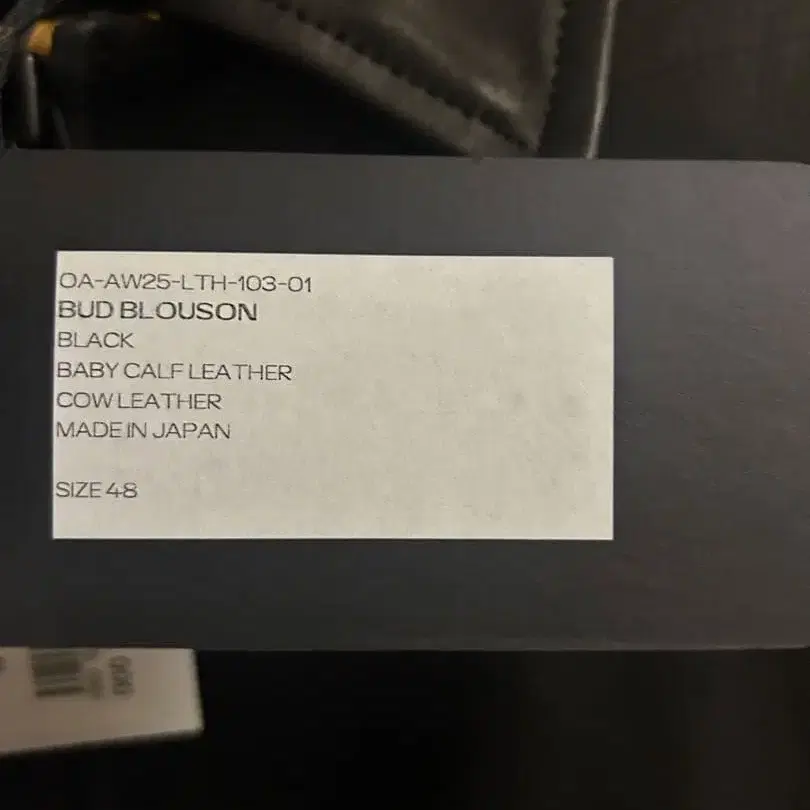 OA-AW25-LTH-103-01
BUD BLOUSON
BLACK
BABY CALF LEATHER
COW LEATHER
MADE IN JAPAN
SIZE 48